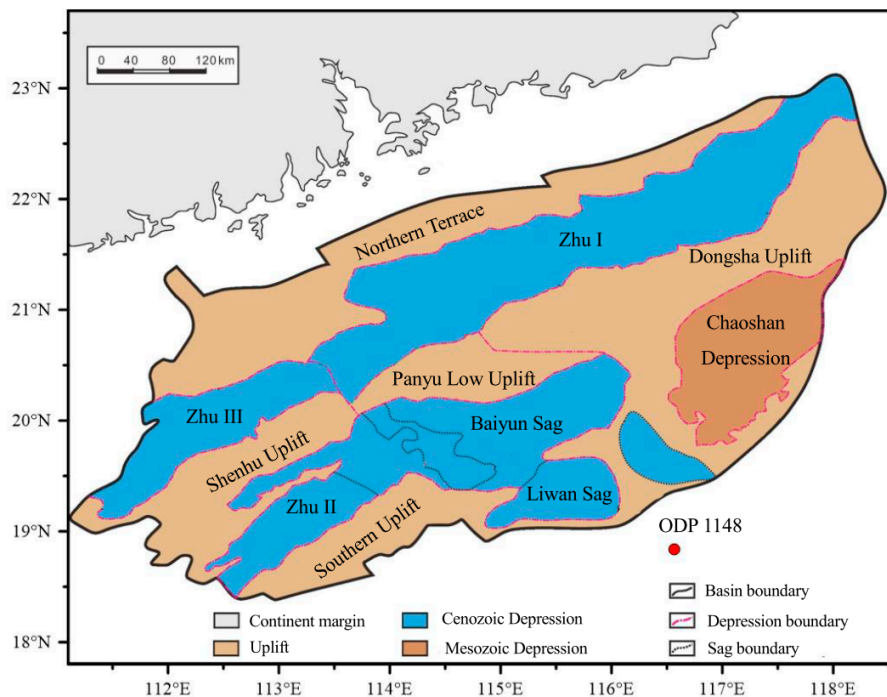 0 40 80 120 km
23°N
22°N
21°N
20°N
19°N
18°N
Northern Terrace
Zhu I
Dongsha Uplift
Chaoshan
Depression
Panyu Low Uplift
Zhu III
Baiyun Sag
Shenhu Uplift
Zhu II
Liwan Sag
Southern Uplift
ODP 1148
Continent margin
Cenozoic Depression
Uplift
Mesozoic Depression
Basin boundary
Depression boundary
Sag boundary
112°E 113°E 114°E 115°E 116°E 117°E 118°E